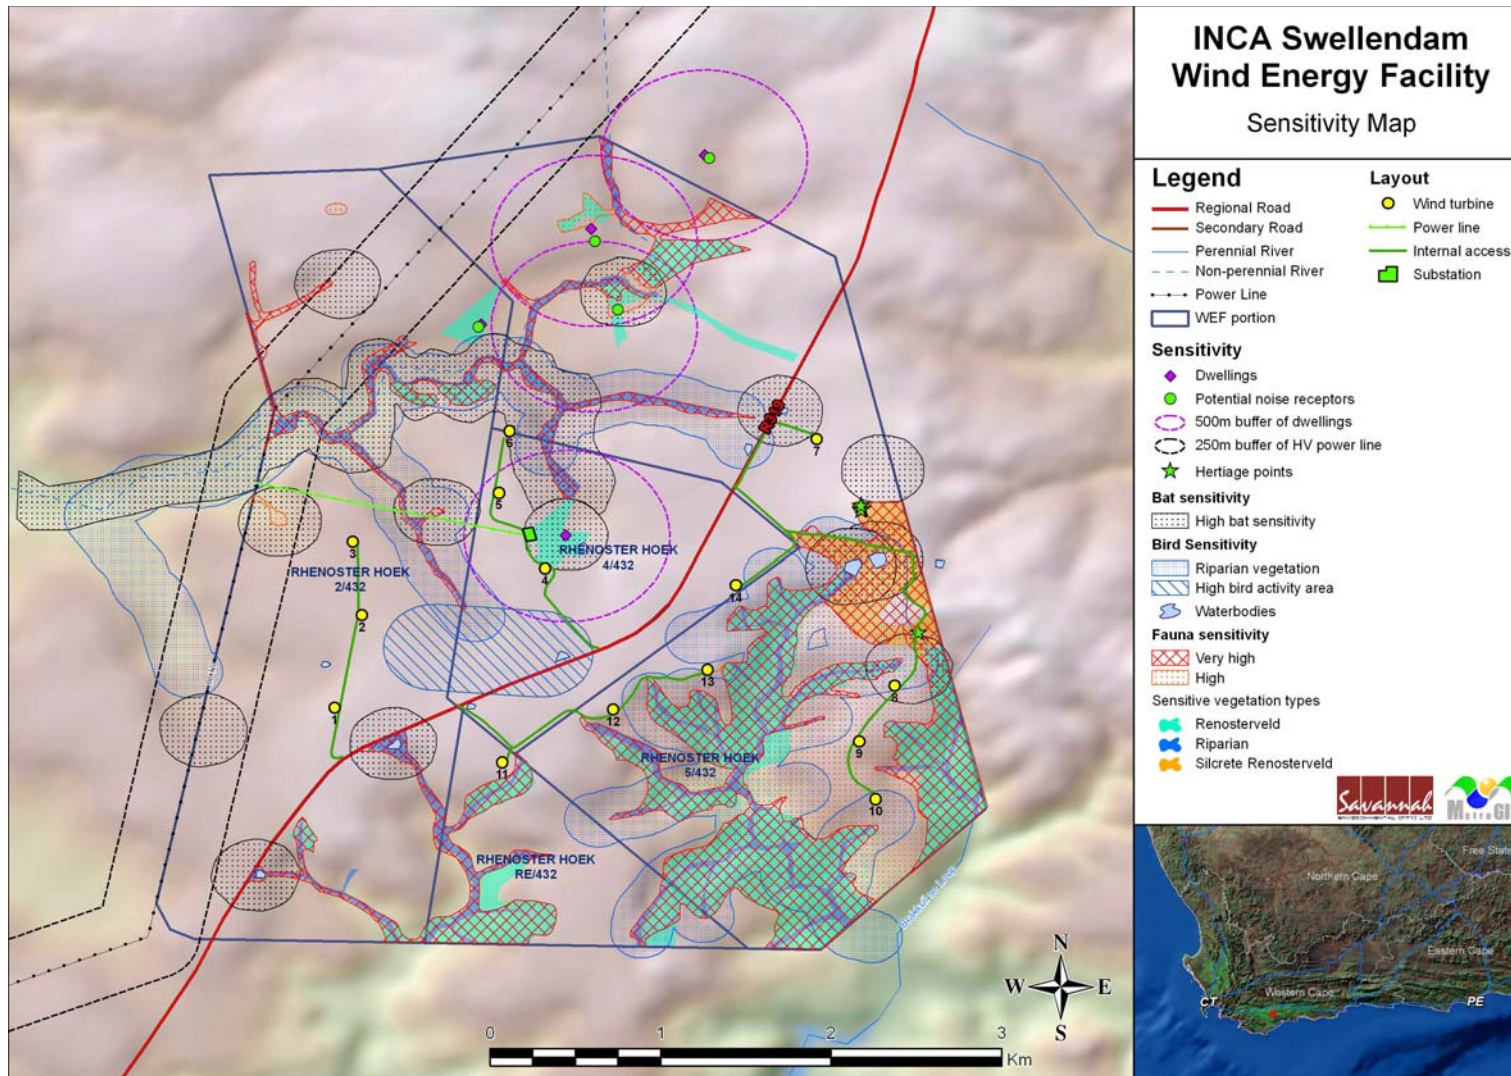 INCA Swellendam
Wind Energy Facility
Sensitivity Map
Legend
Regional Road
Secondary Road
Perennial River
Non-perennial River
Power Line
WEF portion
Layout
Wind turbine
Power line
Internal access
Substation
Sensitivity
Dwellings
Potential noise receptors
500m buffer of dwellings
250m buffer of HV power line
Hertiage points
Bat sensitivity
High bat sensitivity
Bird Sensitivity
Riparian vegetation
High bird activity area
Waterbodies
Fauna sensitivity
Very high
High
Sensitive vegetation types
Renosterveld
Riparian
Silcrete Renosterveld
Savannah
ENVIRONMENTAL (PTY) LTD
Free State
Northern Cape
Eastern Cape
Western Cape
CT
PE
6
7
5
3
RHENOSTER HOEK
4/432
RHENOSTER HOEK
2/432
4
14
2
13
8
1
12
9
RHENOSTER HOEK
5/432
11
10
RHENOSTER HOEK
RE/432
N
W
E
S
0
1
2
3
Km